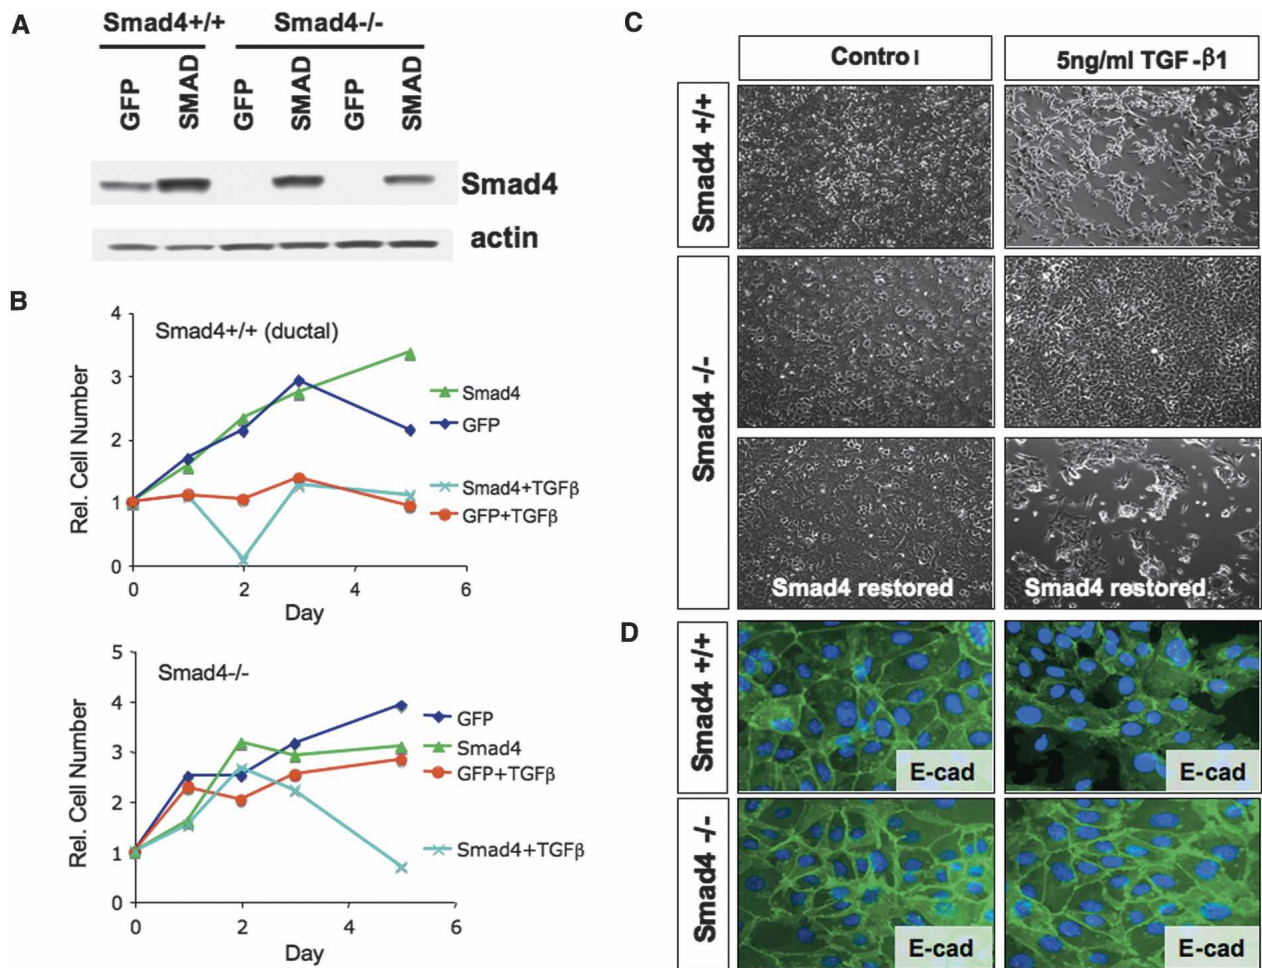 A
Smad4+/+
Smad4-/-
GFP
SMAD
GFP
SMAD
GFP
SMAD
Smad4
actin
B
Smad4+/+ (ductal)
Rel. Cell Number
4
3
2
1
0
0
2
4
6
Day
Smad4
GFP
Smad4+TGFβ
GFP+TGFβ
Smad4-/-
Rel. Cell Number
5
4
3
2
1
0
0
2
4
6
Day
GFP
Smad4
GFP+TGFβ
Smad4+TGFβ
C
Control
5ng/ml TGF-β1
Smad4 +/+
Smad4 -/-
Smad4 restored
Smad4 restored
D
Smad4 +/+
E-cad
E-cad
Smad4 -/-
E-cad
E-cad